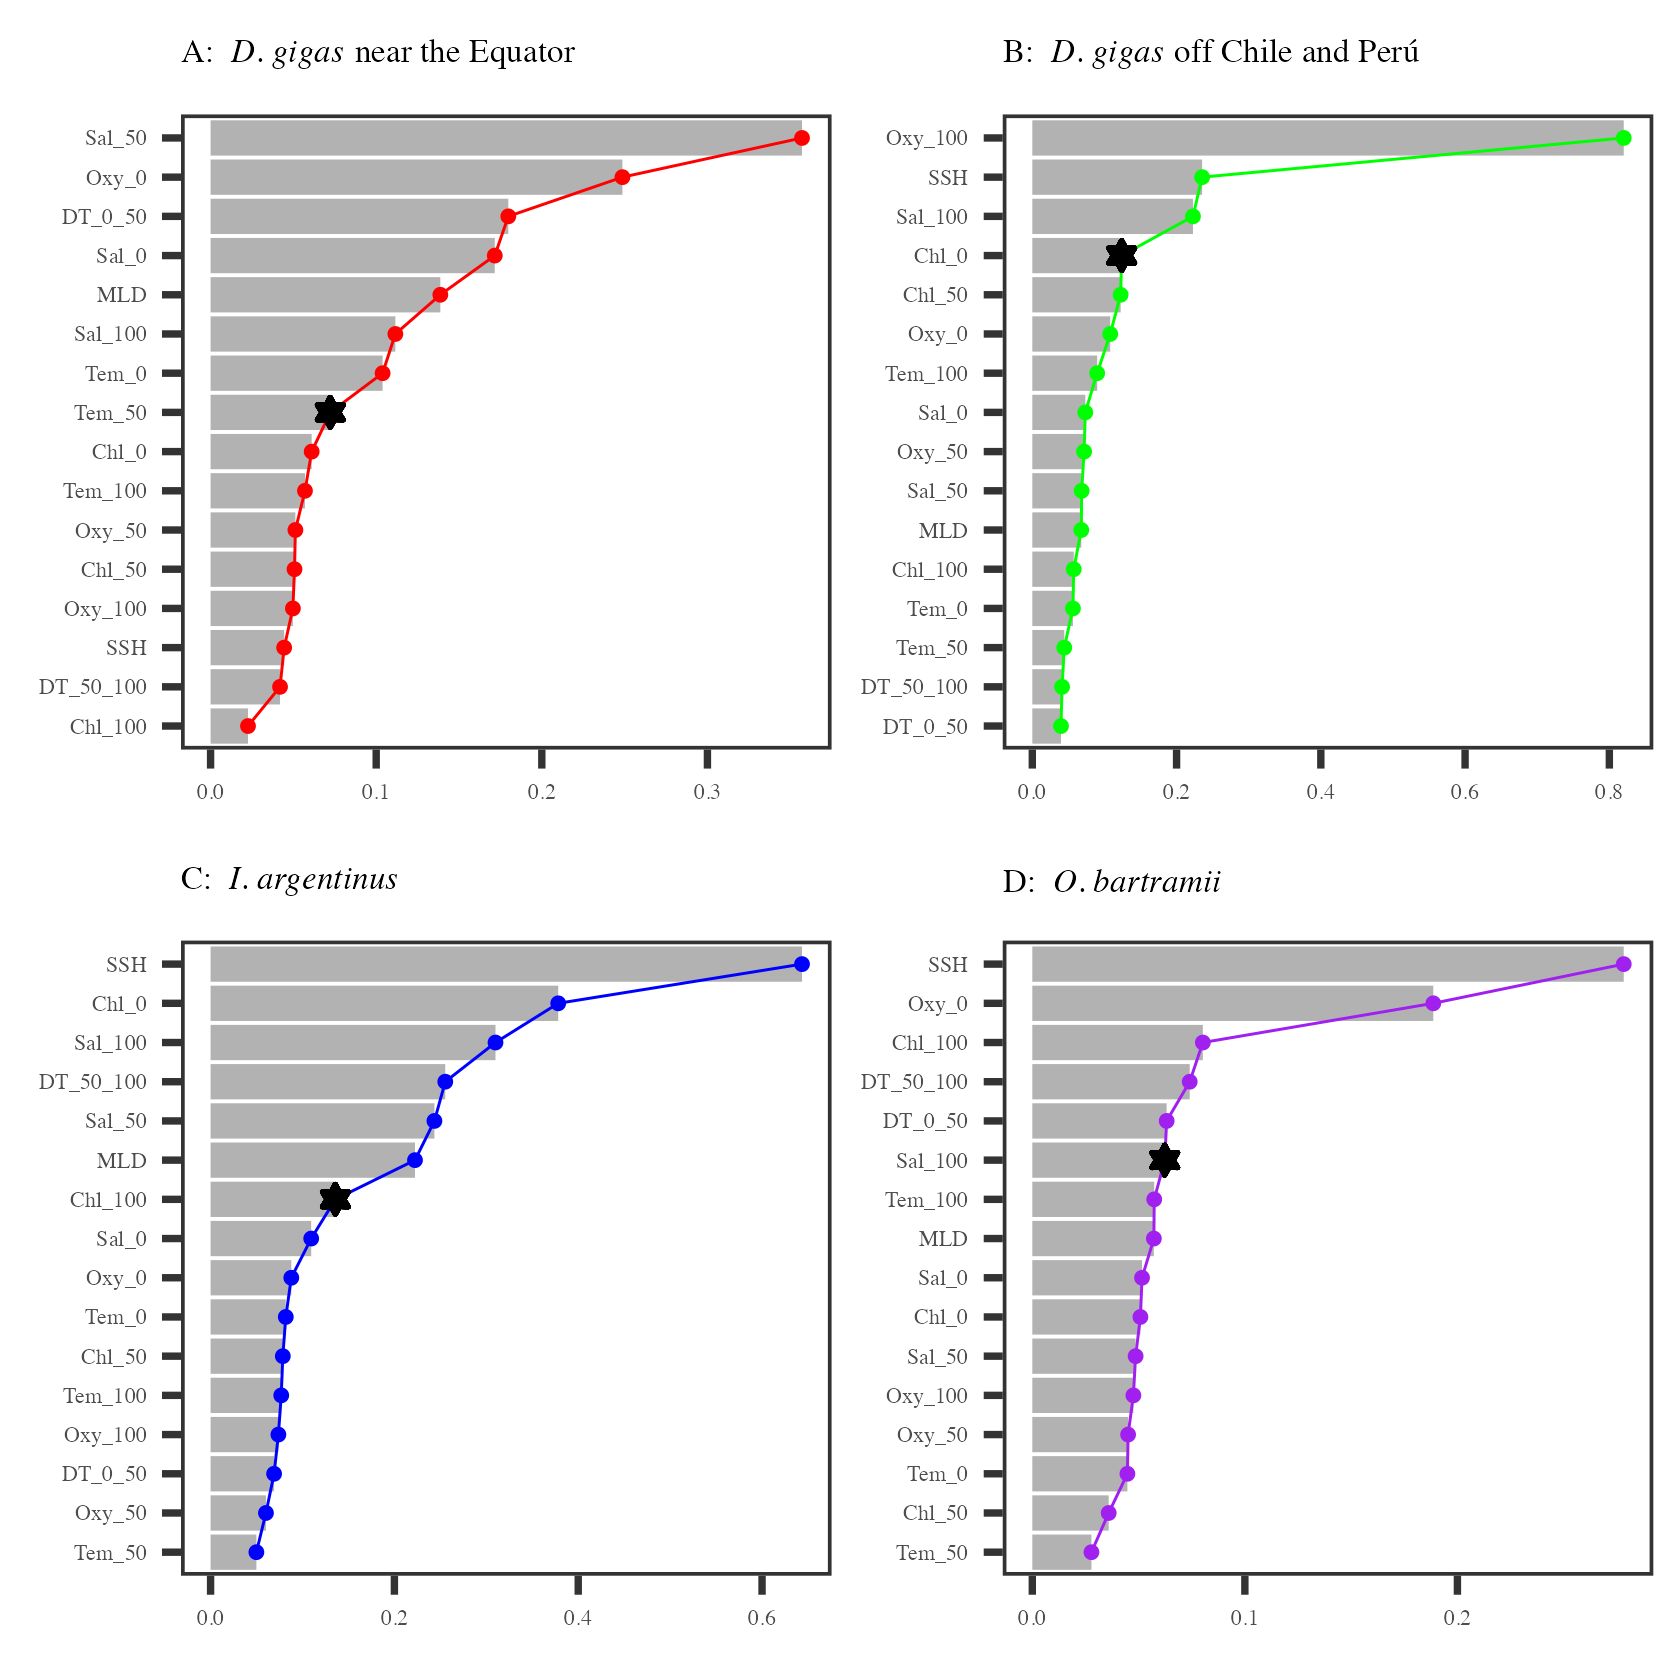 A: D. gigas near the Equator
Sal_50
Oxy_0
DT_0_50
Sal_0
MLD
Sal_100
Tem_0
Tem_50
Chl_0
Tem_100
Oxy_50
Chl_50
Oxy_100
SSH
DT_50_100
Chl_100
0.0 0.1 0.2 0.3
B: D. gigas off Chile and Perú
Oxy_100
SSH
Sal_100
Chl_0
Chl_50
Oxy_0
Tem_100
Sal_0
Oxy_50
Sal_50
MLD
Chl_100
Tem_0
Tem_50
DT_50_100
DT_0_50
0.0 0.2 0.4 0.6 0.8
C: I. argentinus
SSH
Chl_0
Sal_100
DT_50_100
Sal_50
MLD
Chl_100
Sal_0
Oxy_0
Tem_0
Chl_50
Tem_100
Oxy_100
DT_0_50
Oxy_50
Tem_50
0.0 0.2 0.4 0.6
D: O. bartramii
SSH
Oxy_0
Chl_100
DT_50_100
DT_0_50
Sal_100
Tem_100
MLD
Sal_0
Chl_0
Sal_50
Oxy_100
Oxy_50
Tem_0
Chl_50
Tem_50
0.0 0.1 0.2